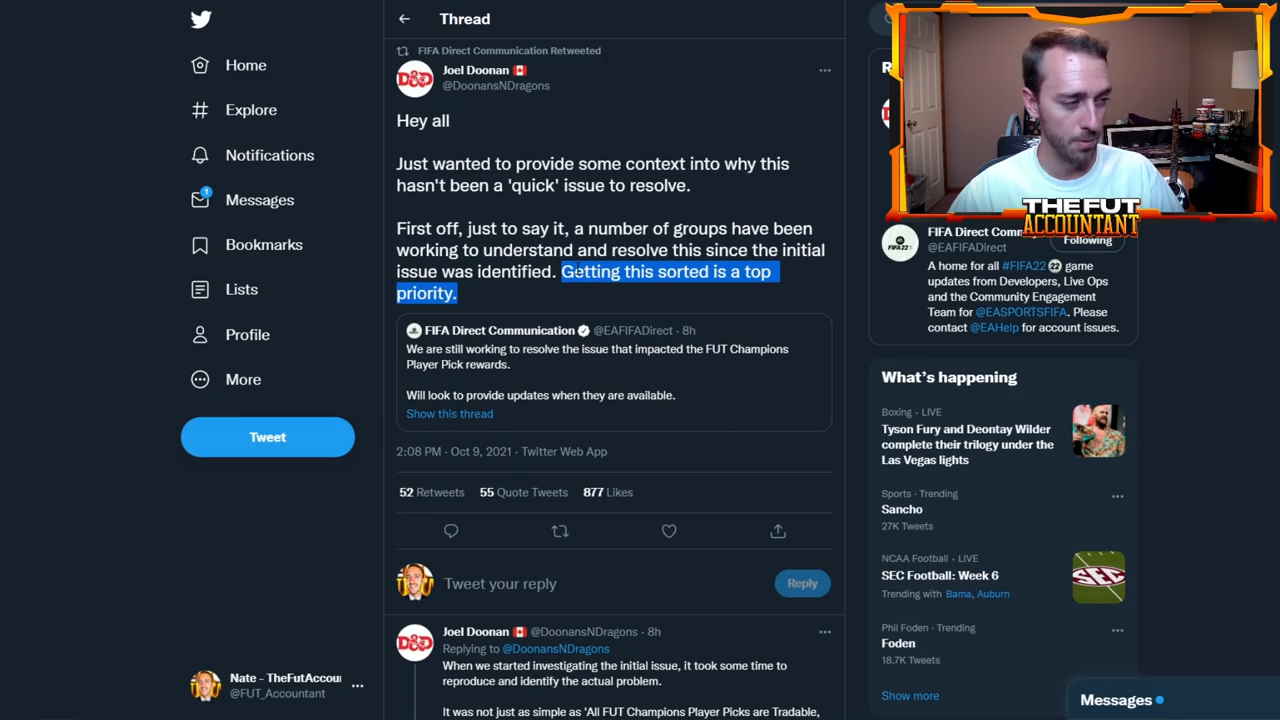 Home
Explore
Notifications
1
Messages
Bookmarks
Lists
Profile
More
Tweet
Nate - TheFutAccou
@FUT_Accountant
Thread
FIFA Direct Communication Retweeted
D&D
Joel Doonan
@DoonansNDragons
Hey all
Just wanted to provide some context into why this
hasn't been a 'quick' issue to resolve.
First off, just to say it, a number of groups have been
working to understand and resolve this since the initial
issue was identified. Getting this sorted is a top
priority.
FIFA Direct Communication @EAFIFADirect · 8h
We are still working to resolve the issue that impacted the FUT Champions
Player Pick rewards.
Will look to provide updates when they are available.
Show this thread
2:08 PM · Oct 9, 2021 · Twitter Web App
52 Retweets 55 Quote Tweets 877 Likes
Tweet your reply
Reply
D&D
Joel Doonan @DoonansNDragons · 8h
Replying to @DoonansNDragons
When we started investigating the initial issue, it took some time to
reproduce and identify the actual problem.
It was not just as simple as 'All FUT Champions Player Picks are Tradable,
THE FUT
ACCOUNTANT
FIFA 22
FIFA Direct Comm
@EAFIFADirect
Following
A home for all #FIFA22 game
updates from Developers, Live Ops
and the Community Engagement
Team for @EASPORTSFIFA. Please
contact @EAHelp for account issues.
What's happening
Boxing · LIVE
Tyson Fury and Deontay Wilder
complete their trilogy under the
Las Vegas lights
Sports · Trending
Sancho
27K Tweets
NCAA Football · LIVE
SEC Football: Week 6
Trending with Bama, Auburn
SEC
Phil Foden · Trending
Foden
18.7K Tweets
Show more
Messages